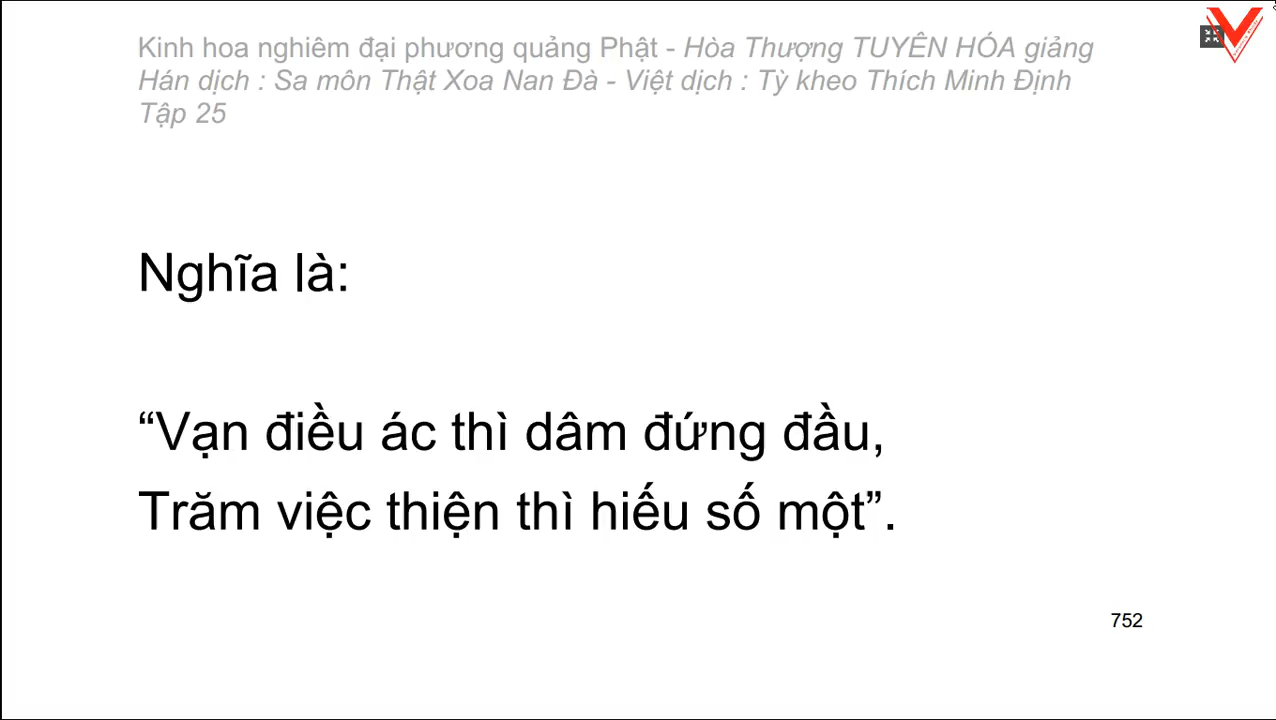 Kinh hoa nghiêm đại phương quảng Phật - Hòa Thượng TUYÊN HÓA giảng
Hán dịch : Sa môn Thật Xoa Nan Đà - Việt dịch : Tỳ kheo Thích Minh Định
Tập 25
Nghĩa là:
“Vạn điều ác thì dâm đứng đầu,
Trăm việc thiện thì hiếu số một”.
752